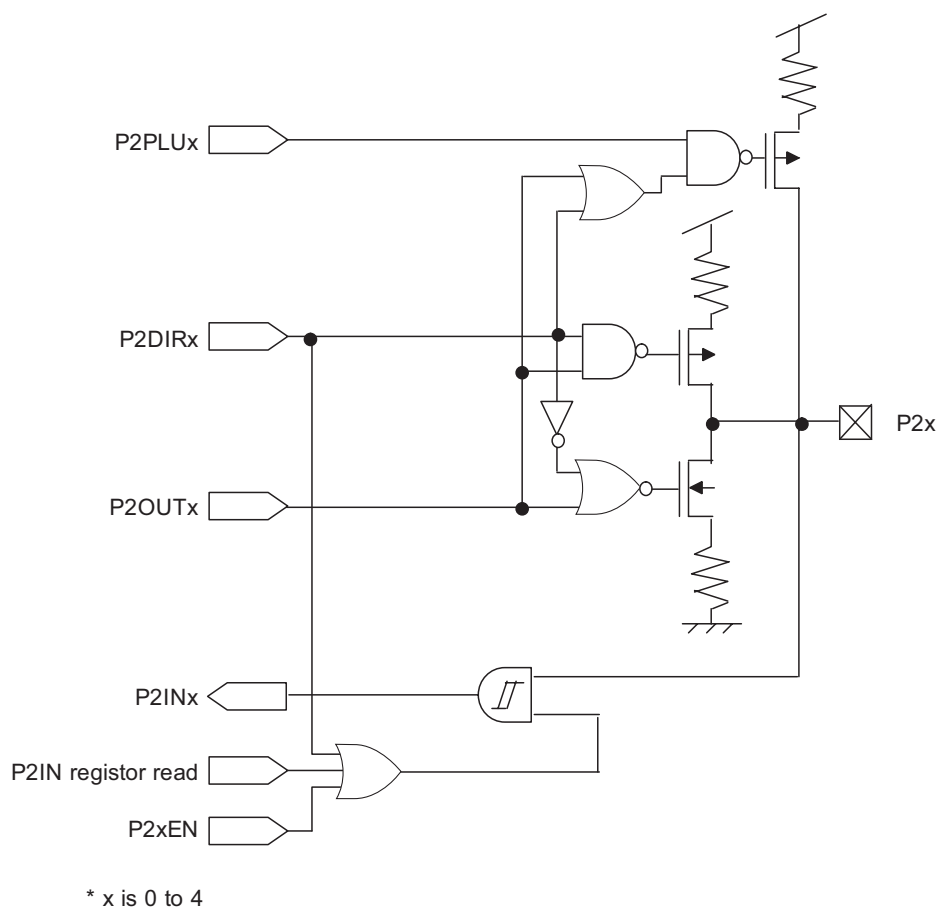 P2PLUx
P2DIRx
P2x
P2OUTx
P2INx
P2IN registor read
P2xEN
* x is 0 to 4